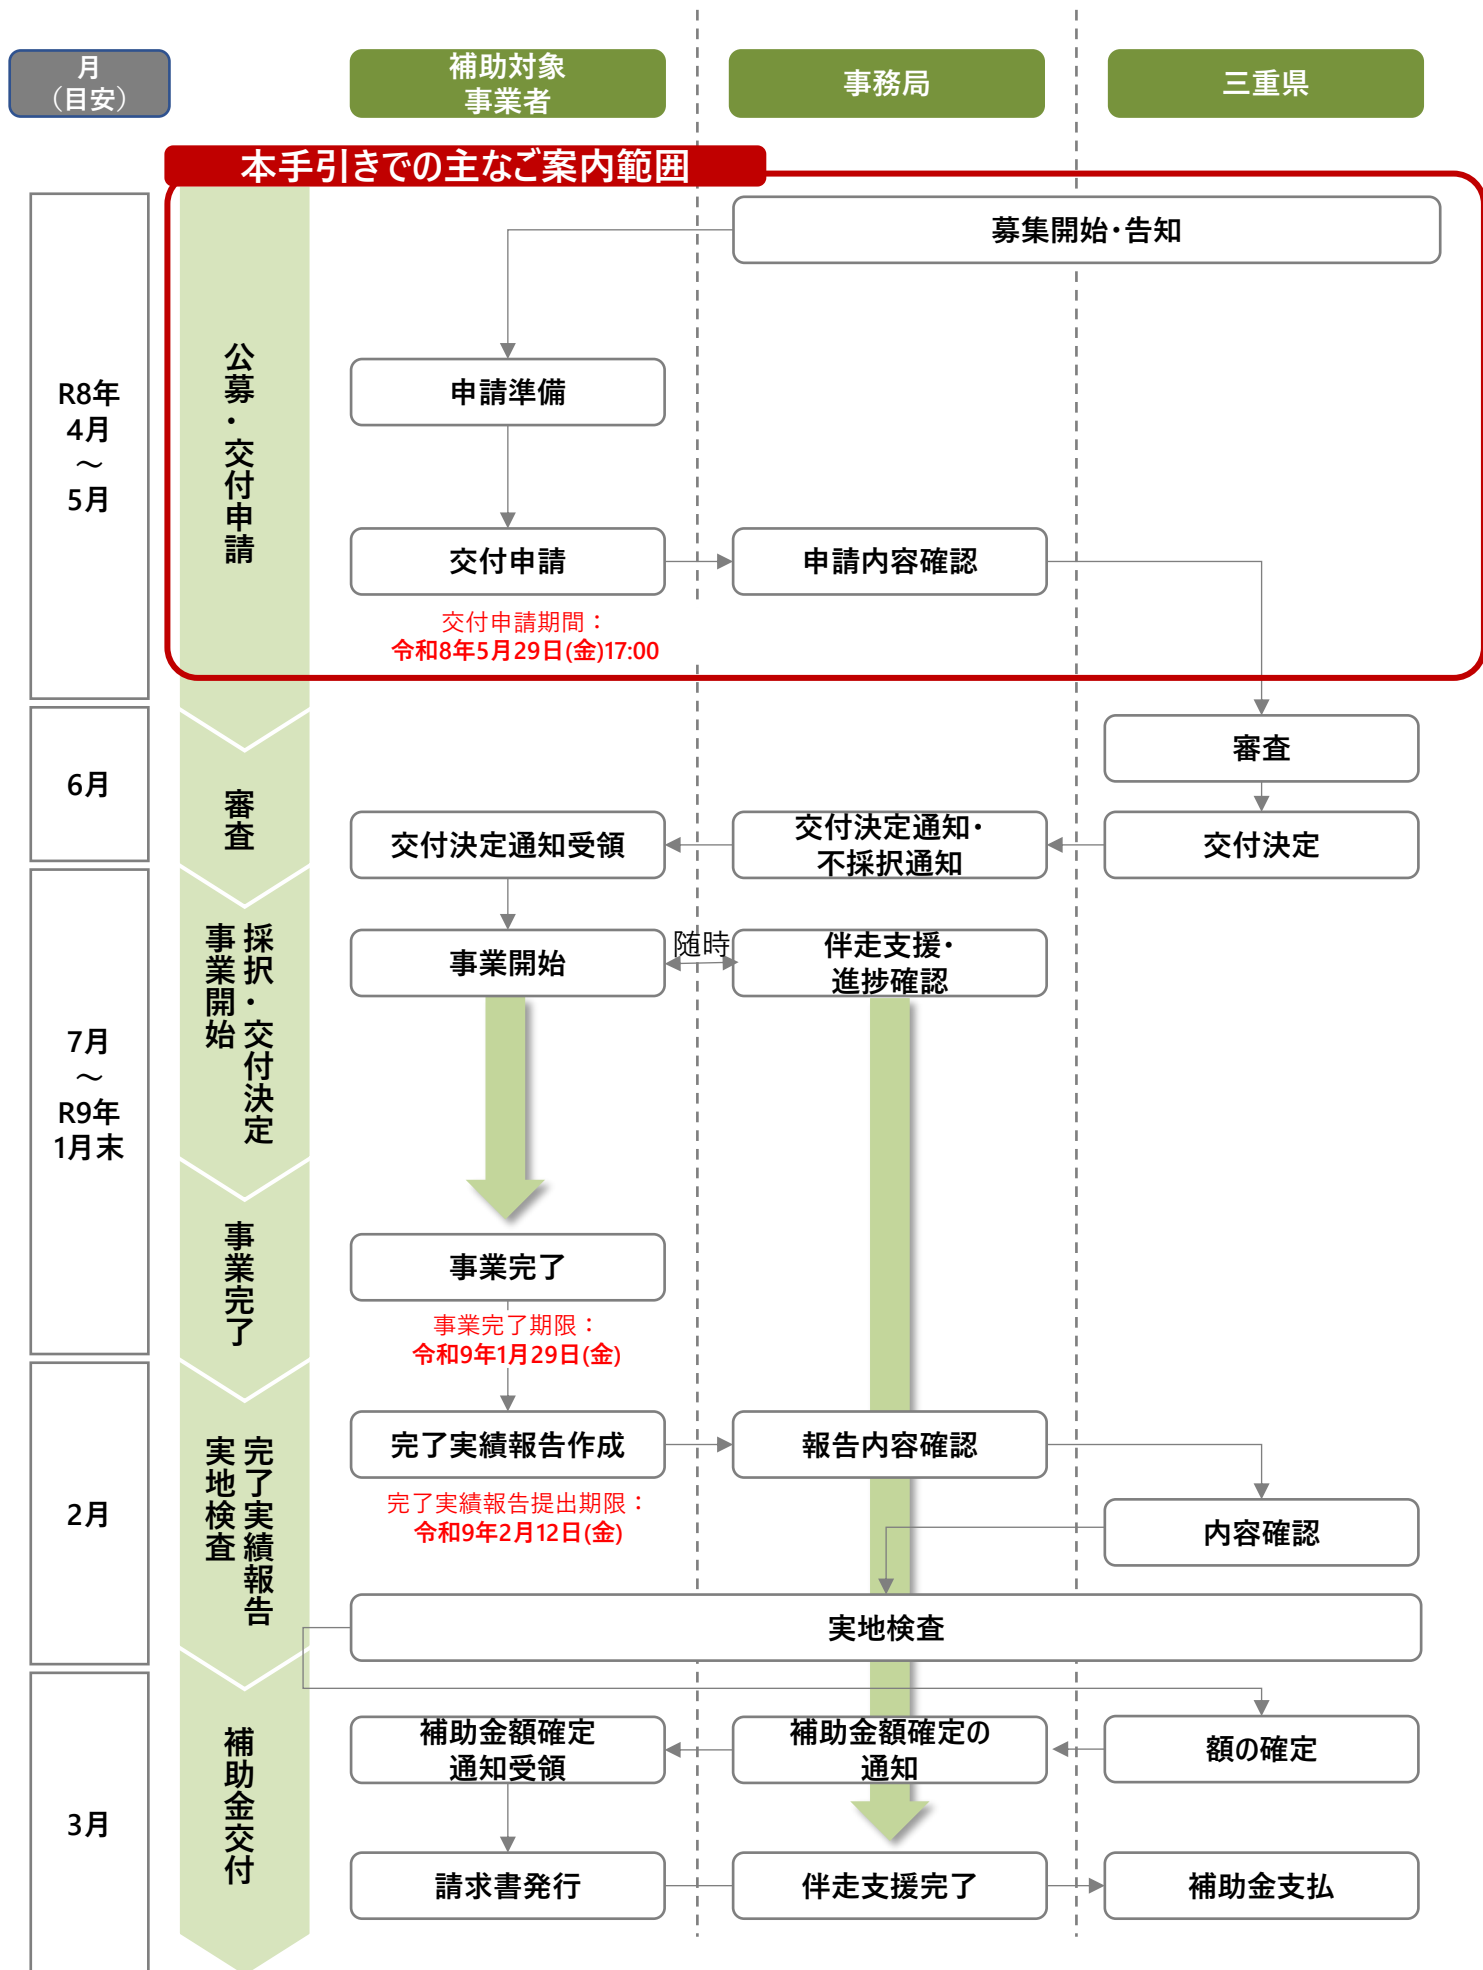 月
（目安）
補助対象
事業者
事務局
三重県
本手引きでの主なご案内範囲
R8年
4月
～
5月
公募・交付申請
募集開始・告知
申請準備
交付申請
申請内容確認
交付申請期間：
令和8年5月29日(金)17:00
6月
審査
審査
交付決定通知受領
交付決定通知・
不採択通知
交付決定
7月
～
R9年
1月末
採択・交付決定
事業開始
事業開始
随時
伴走支援・
進捗確認
事業完了
事業完了
事業完了期限：
令和9年1月29日(金)
2月
完了実績報告
実地検査
完了実績報告作成
報告内容確認
完了実績報告提出期限：
令和9年2月12日(金)
内容確認
実地検査
3月
補助金交付
補助金額確定
通知受領
補助金額確定の
通知
額の確定
請求書発行
伴走支援完了
補助金支払